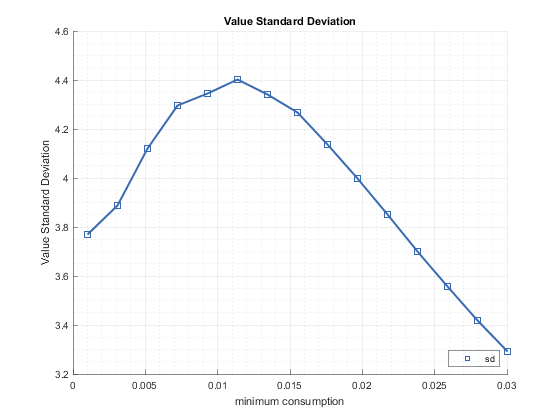 Value Standard Deviation
4.6
4.4
4.2
4
3.8
3.6
3.4
3.2
Value Standard Deviation
sd
0 0.005 0.01 0.015 0.02 0.025 0.03
minimum consumption